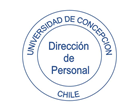 UNIVERSIDAD DE CONCEPCION
Dirección
de
Personal
CHILE